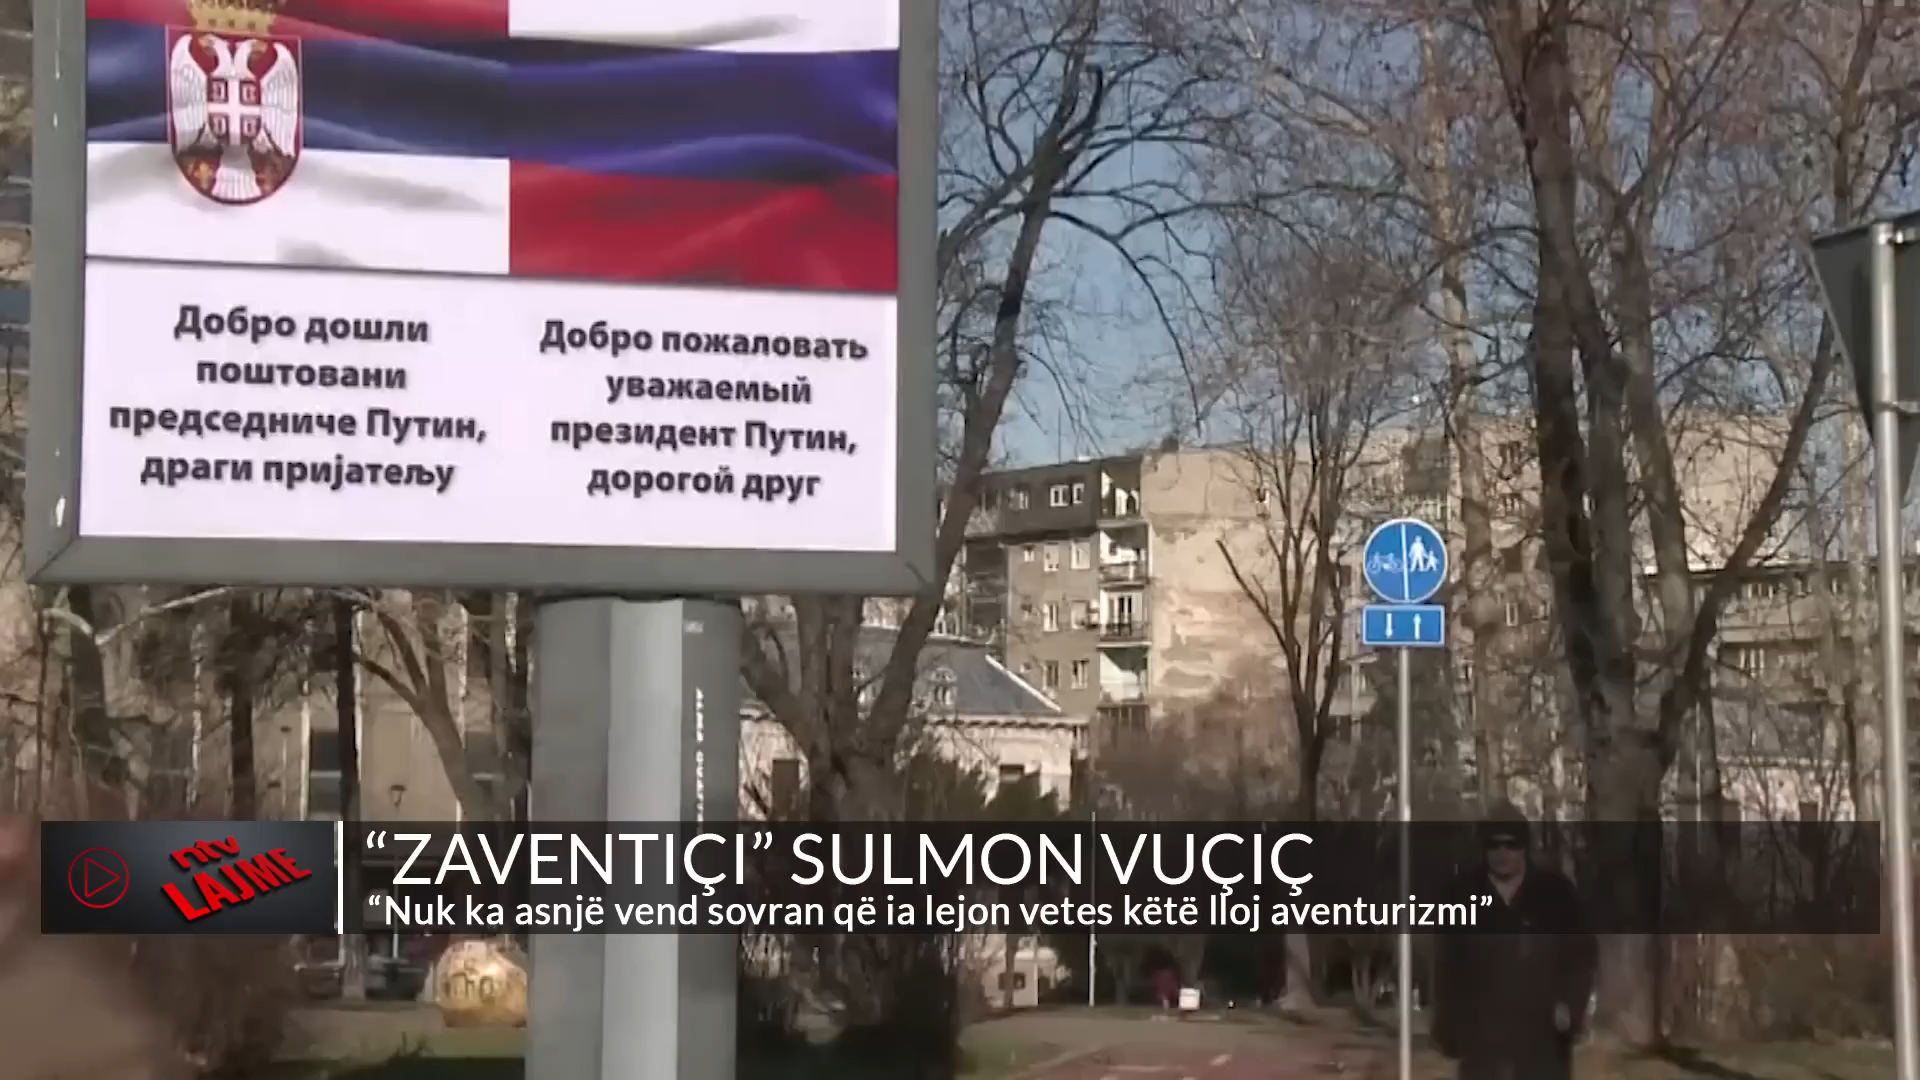 Добро дошли
поштовани
председниче Путин,
драги пријатељу
Добро пожаловать
уважаемый
президент Путин,
дорогой друг
ntv
LAJME
“ZAVENTIÇI” SULMON VUÇIÇ
“Nuk ka asnjë vend sovran që ia lejon vetes këtë lloj aventurizmi”